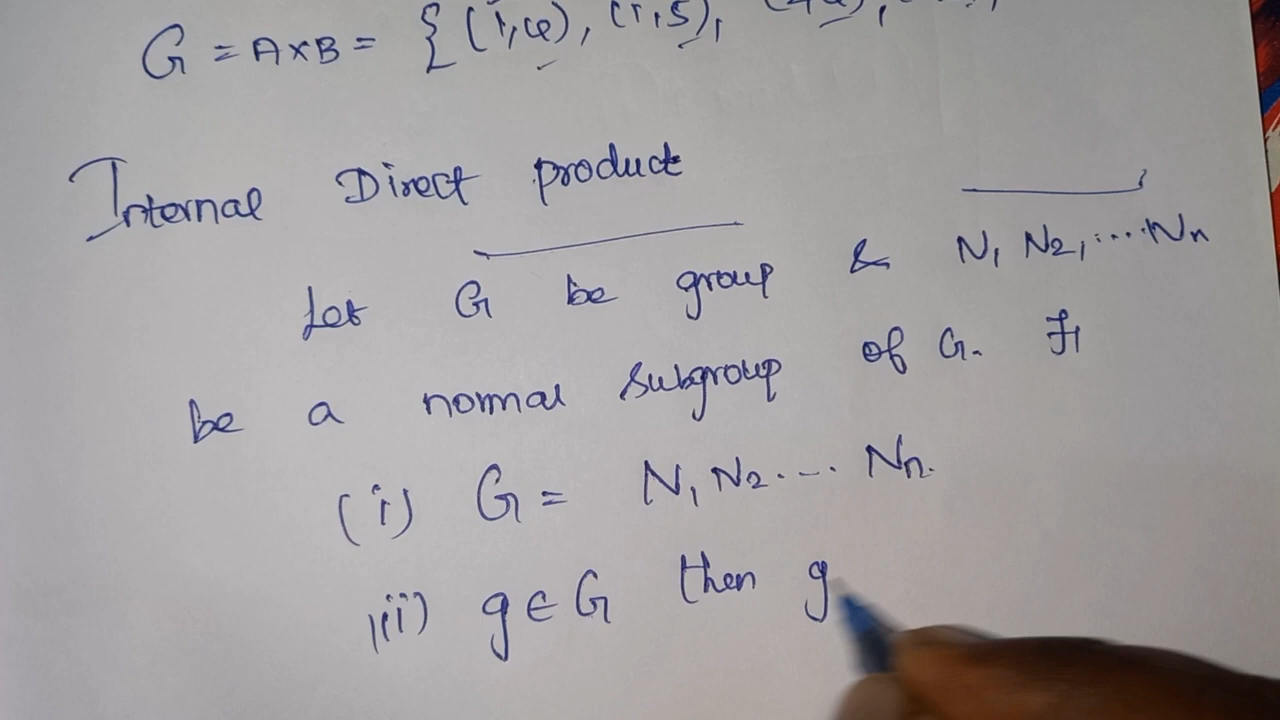 G = A×B = { (1,4), (1,5),
Internal Direct product
Let G be group & N₁ N₂, .... Nₙ
be a normal subgroup of G. If
(i) G = N₁ N₂ .... Nₙ.
(ii) g ∈ G then g